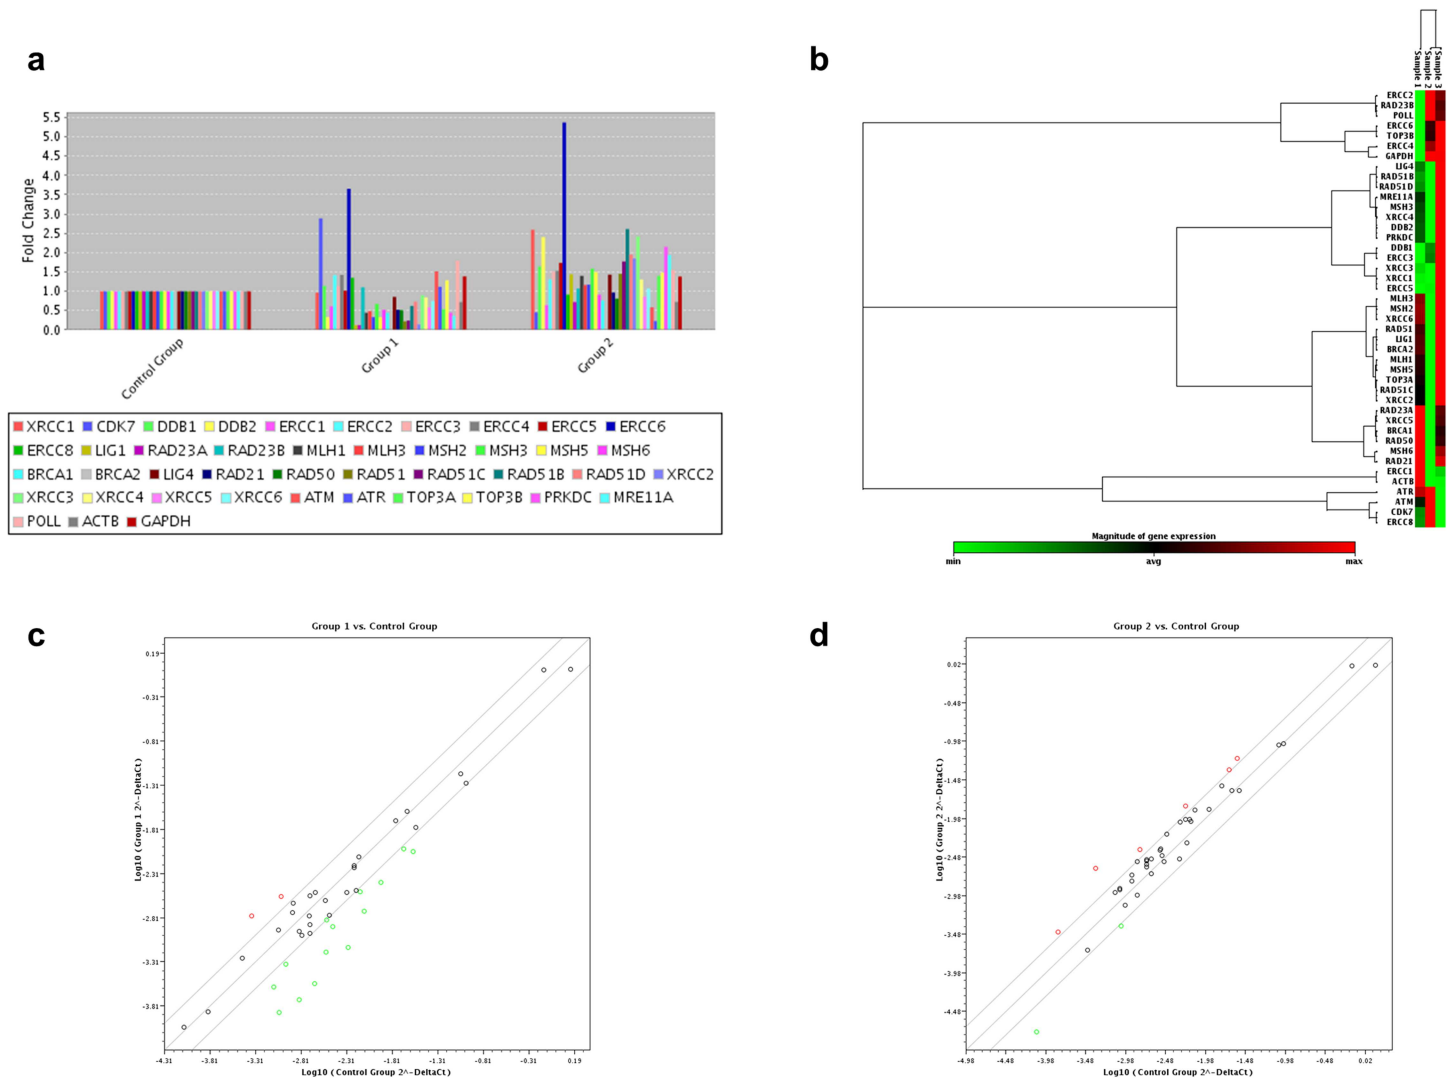 a
Fold Change
5.5
5.0
4.5
4.0
3.5
3.0
2.5
2.0
1.5
1.0
0.5
0.0
Control Group
Group 1
Group 2
XRCC1 CDK7 DDB1 DDB2 ERCC1 ERCC2 ERCC3 ERCC4 ERCC5 ERCC6
ERCC8 LIG1 RAD23A RAD23B MLH1 MLH3 MSH2 MSH3 MSH5 MSH6
BRCA1 BRCA2 LIG4 RAD21 RAD50 RAD51 RAD51C RAD51B RAD51D XRCC2
XRCC3 XRCC4 XRCC5 XRCC6 ATM ATR TOP3A TOP3B PRKDC MRE11A
POLL ACTB GAPDH
b
Sample 1
Sample 2
Sample 3
ERCC2
RAD23B
POLL
ERCC6
TOP3B
ERCC4
GAPDH
LIG4
RAD51B
RAD51D
MRE11A
MSH3
XRCC4
DDB2
PRKDC
DDB1
ERCC3
XRCC3
XRCC1
ERCC5
MLH3
MSH2
XRCC6
RAD51
LIG1
BRCA2
MLH1
MSH5
TOP3A
RAD51C
XRCC2
RAD23A
XRCC5
BRCA1
RAD50
MSH6
RAD21
ERCC1
ACTB
ATR
ATM
CDK7
ERCC8
Magnitude of gene expression
min avg max
c
Group 1 vs. Control Group
Log10 (Group 1 2^-DeltaCt)
0.19
-0.31
-0.81
-1.31
-1.81
-2.31
-2.81
-3.31
-3.81
-4.31 -3.81 -3.31 -2.81 -2.31 -1.81 -1.31 -0.81 -0.31 0.19
Log10 (Control Group 2^-DeltaCt)
d
Group 2 vs. Control Group
Log10 (Group 2 2^-DeltaCt)
0.02
-0.48
-0.98
-1.48
-1.98
-2.48
-2.98
-3.48
-3.98
-4.48
-4.98 -4.48 -3.98 -3.48 -2.98 -2.48 -1.98 -1.48 -0.98 -0.48 0.02
Log10 (Control Group 2^-DeltaCt)